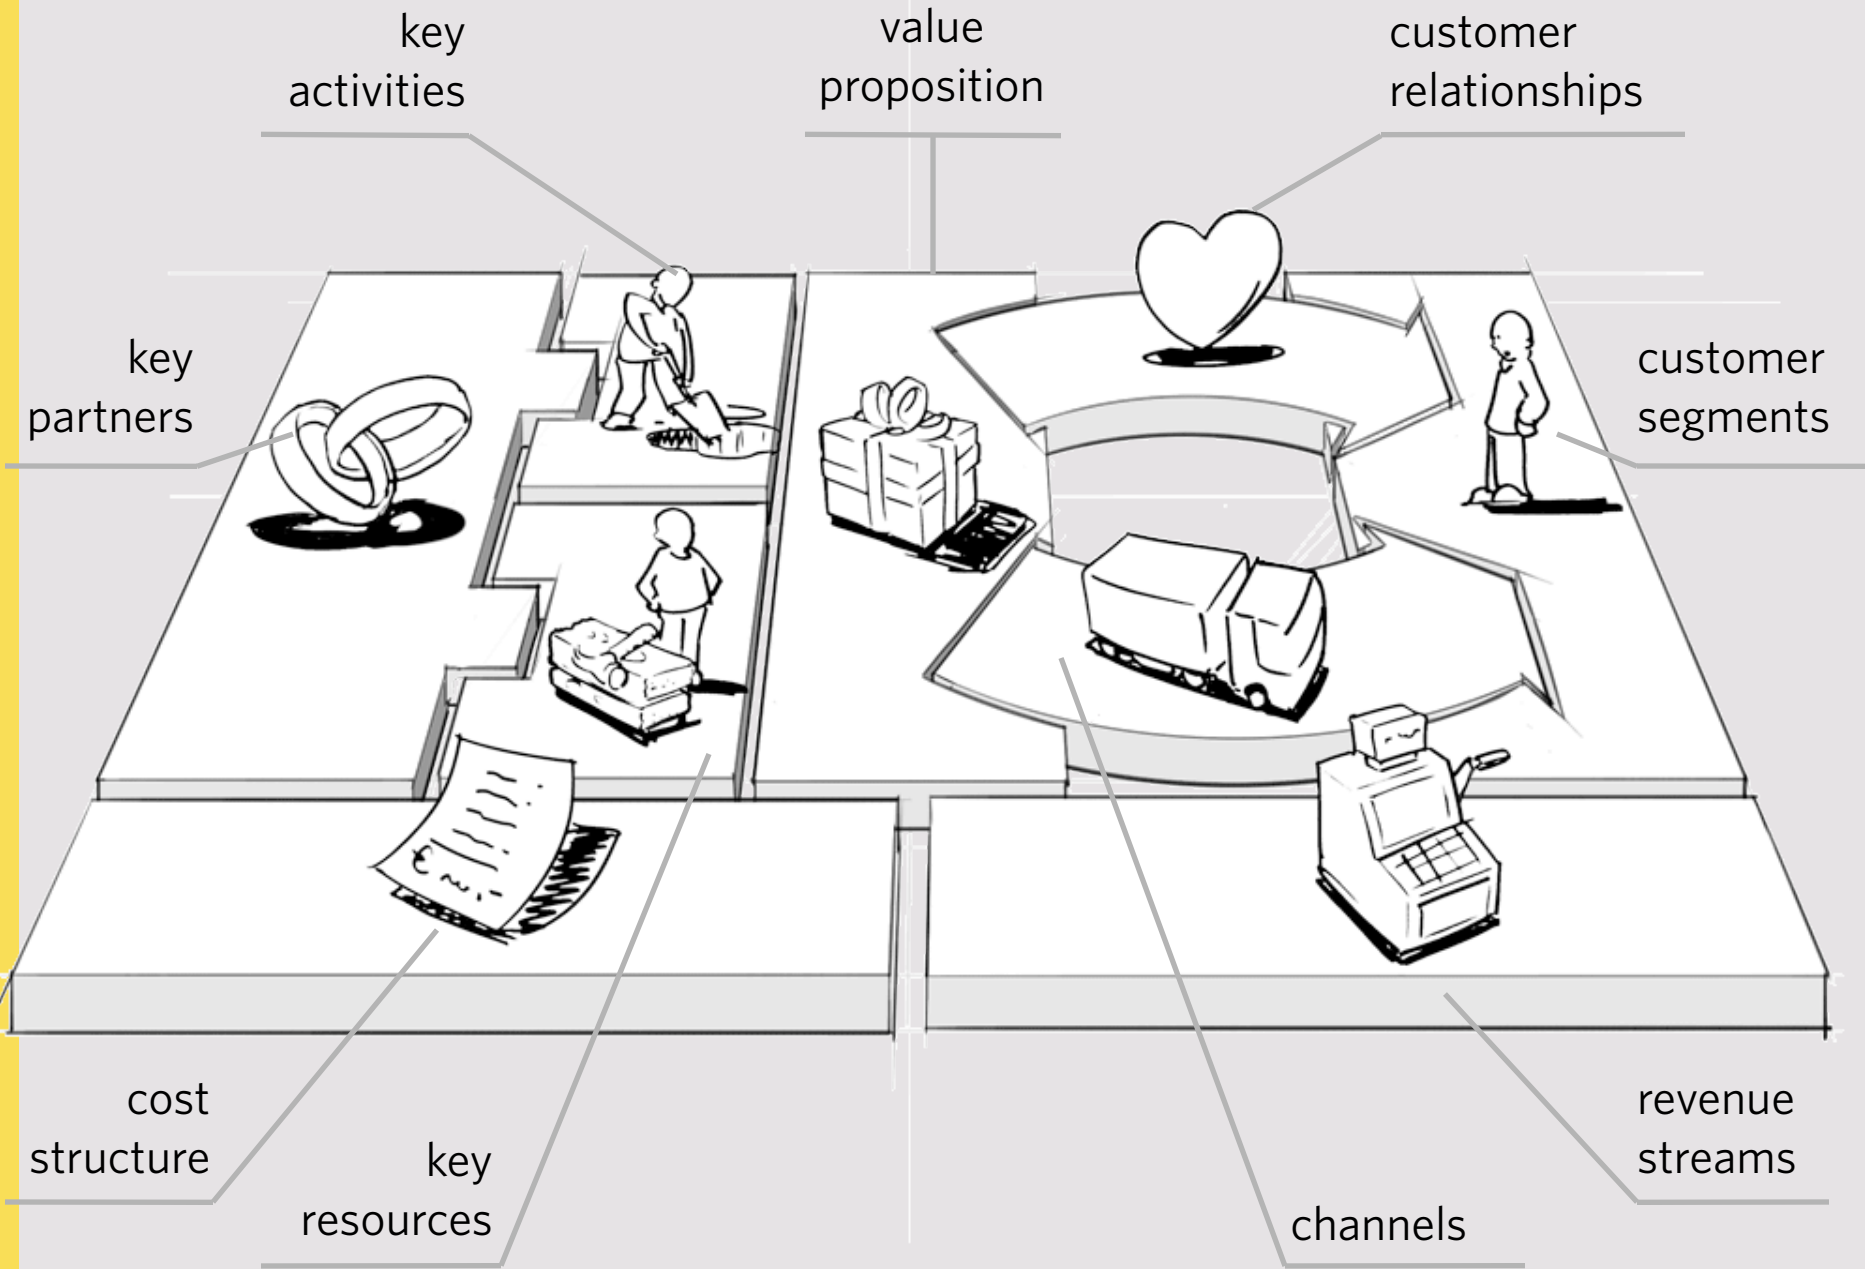 key
activities
value
proposition
customer
relationships
key
partners
customer
segments
cost
structure
key
resources
channels
revenue
streams
€